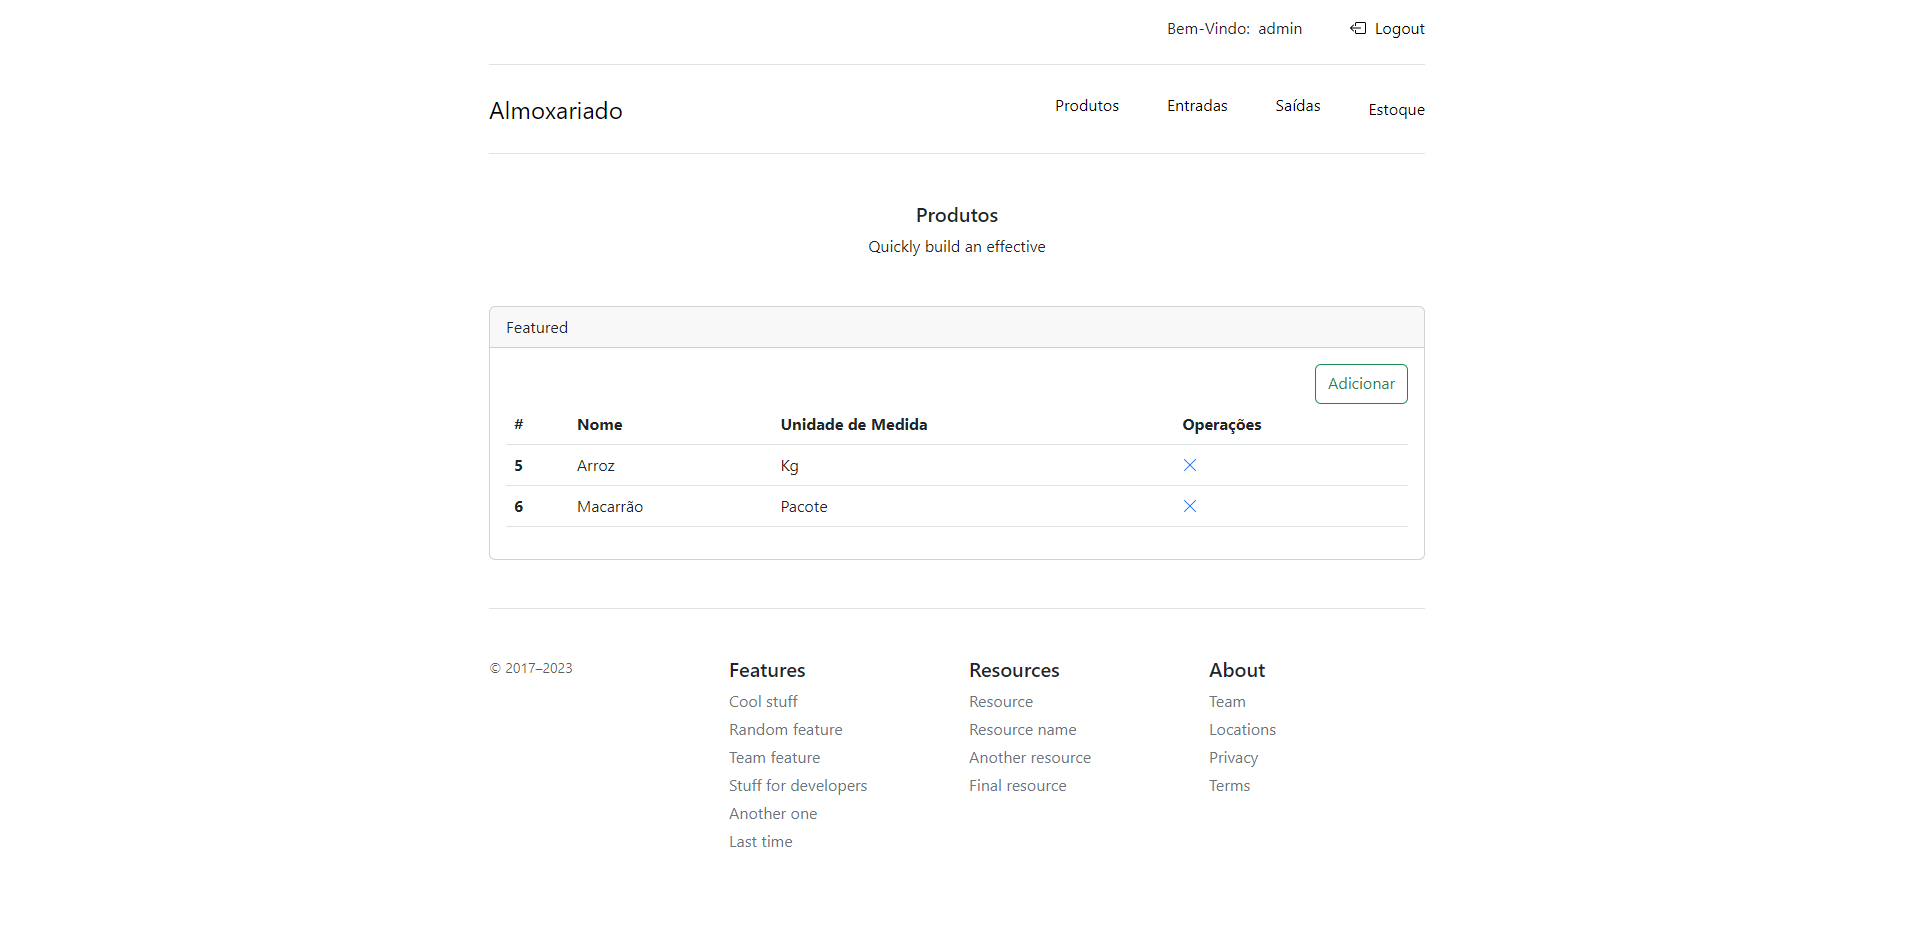 Bem-Vindo: admin Logout
Almoxariado Produtos Entradas Saídas Estoque
Produtos
Quickly build an effective
Featured
Adicionar
# Nome Unidade de Medida Operações
5 Arroz Kg
6 Macarrão Pacote
© 2017–2023
Features
Cool stuff
Random feature
Team feature
Stuff for developers
Another one
Last time
Resources
Resource
Resource name
Another resource
Final resource
About
Team
Locations
Privacy
Terms